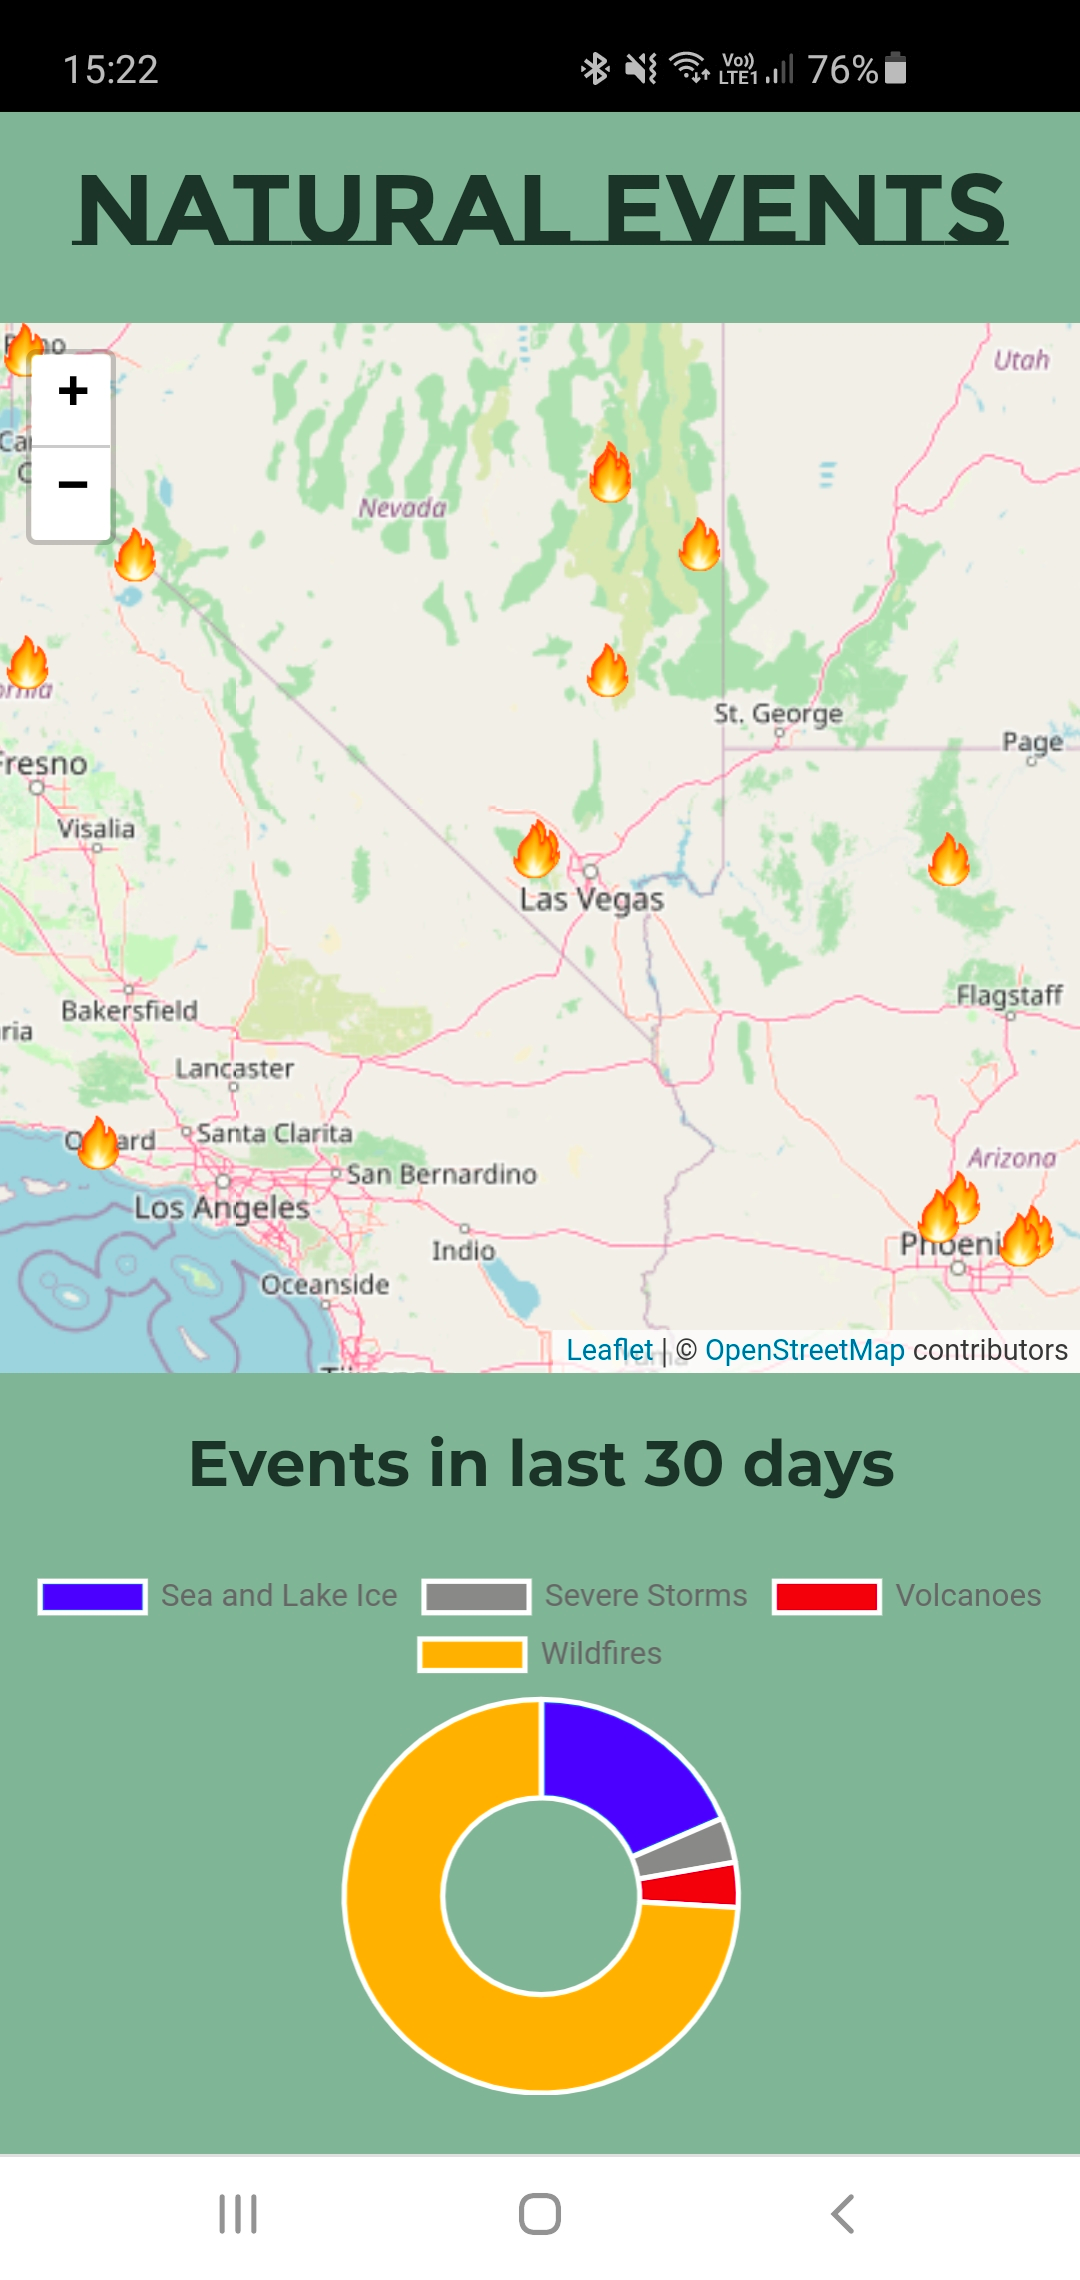 15:22
Vo))
LTE1
76%
NATURAL EVENTS
Utah
+
−
Nevada
St. George
Page
Fresno
Visalia
Las Vegas
Flagstaff
Bakersfield
Lancaster
Santa Clarita
Arizona
San Bernardino
Los Angeles
Indio
Phoeni
Oceanside
Leaflet | © OpenStreetMap contributors
Events in last 30 days
Sea and Lake Ice
Severe Storms
Volcanoes
Wildfires